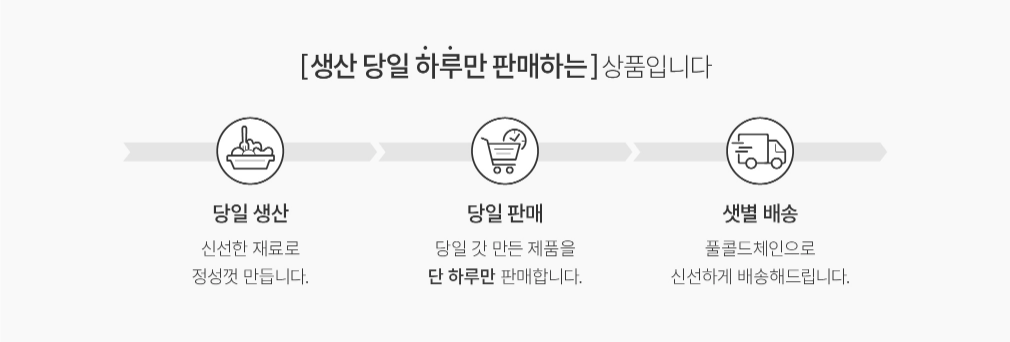 [생산 당일 하루만 판매하는] 상품입니다
당일 생산
신선한 재료로
정성껏 만듭니다.
당일 판매
당일 갓 만든 제품을
단 하루만 판매합니다.
샛별 배송
풀콜드체인으로
신선하게 배송해드립니다.